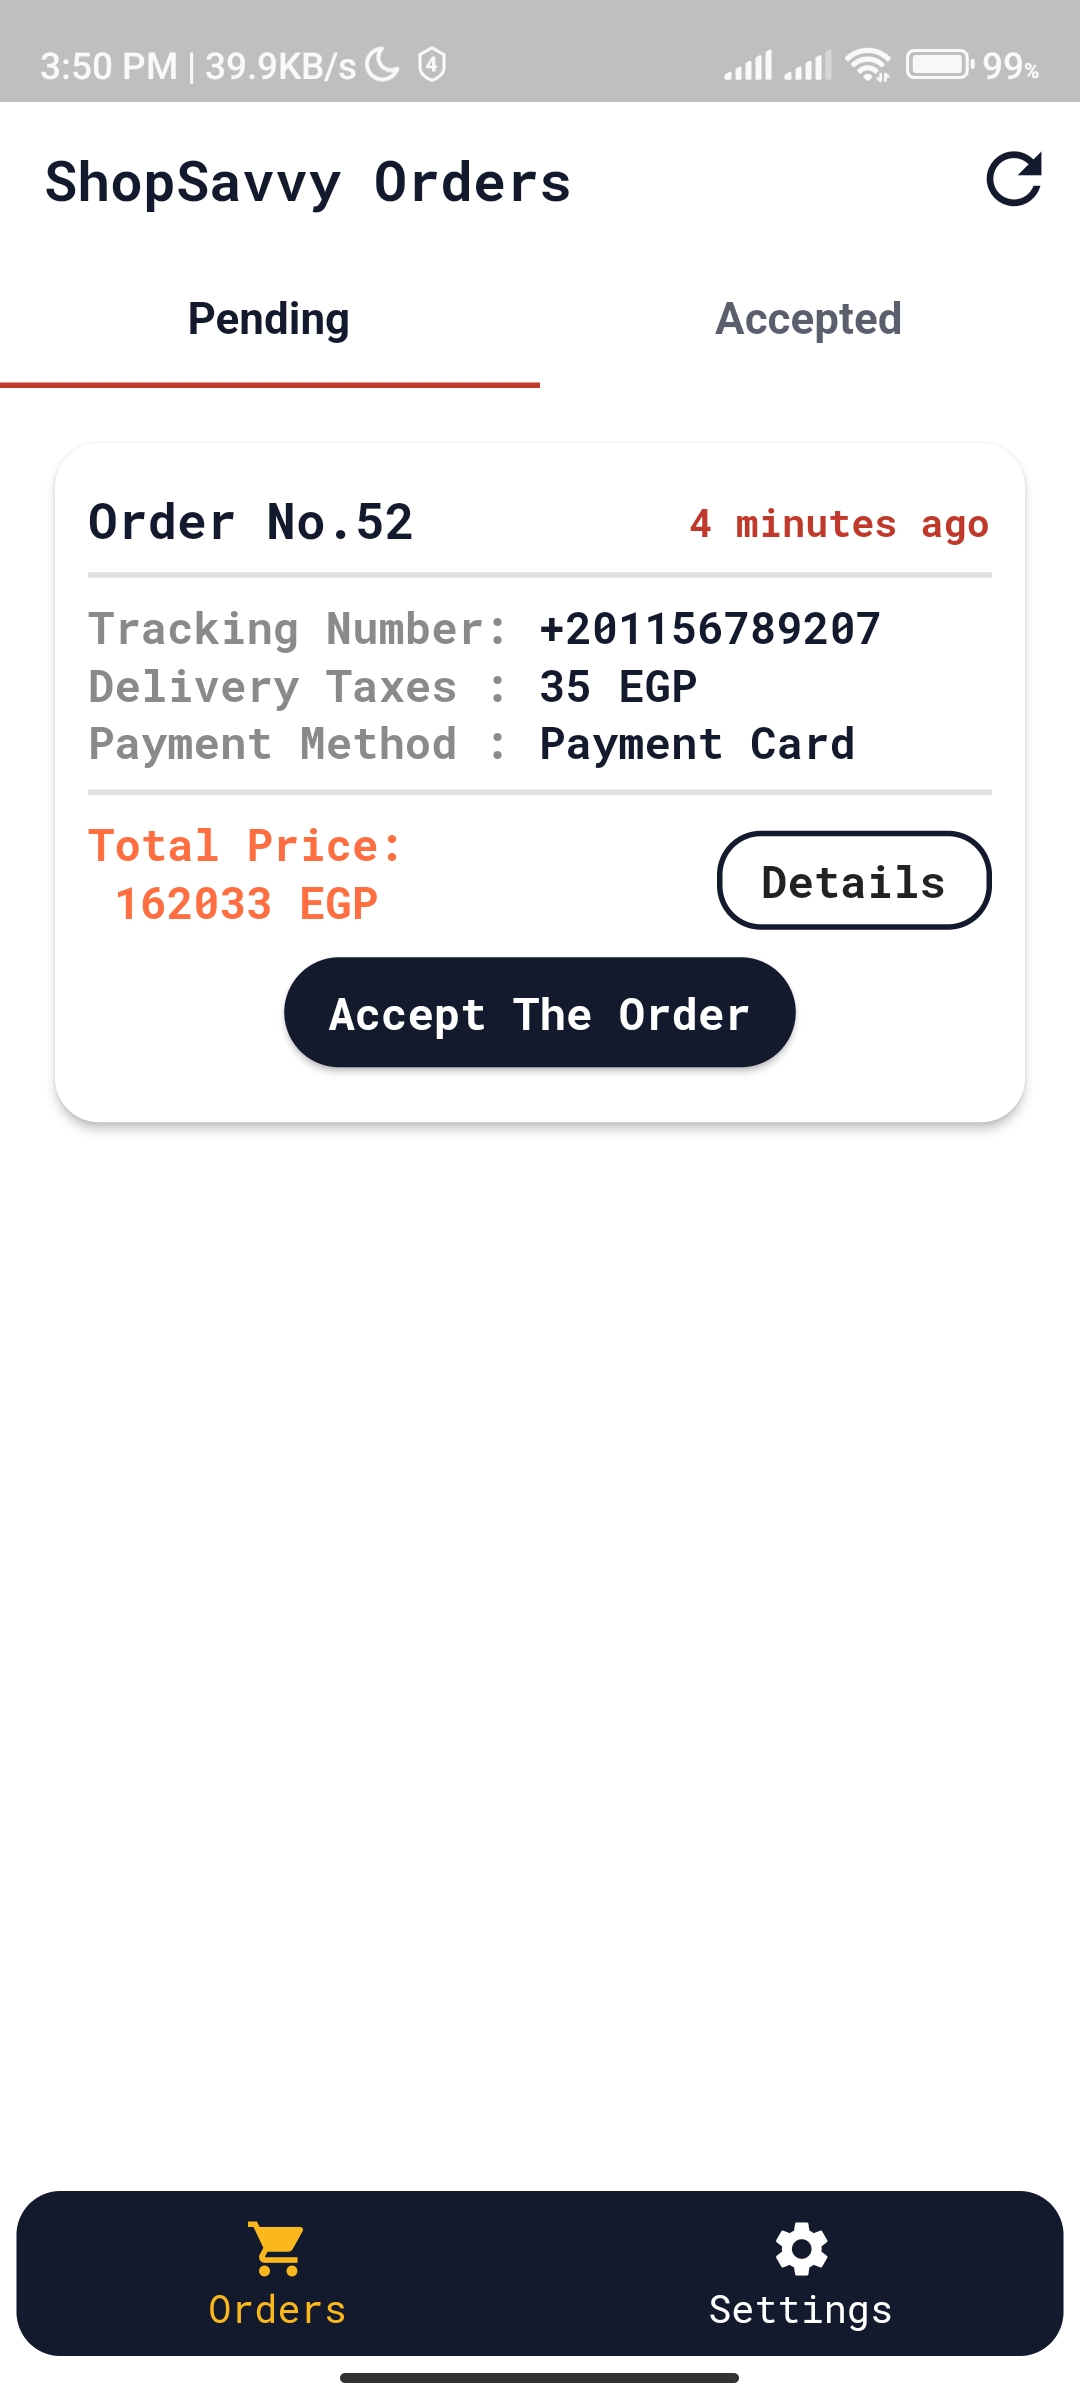 3:50 PM | 39.9KB/s 4 99%
ShopSavvy Orders
Pending Accepted
Order No.52 4 minutes ago
Tracking Number: +201156789207
Delivery Taxes : 35 EGP
Payment Method : Payment Card
Total Price:
162033 EGP
Details
Accept The Order
Orders Settings